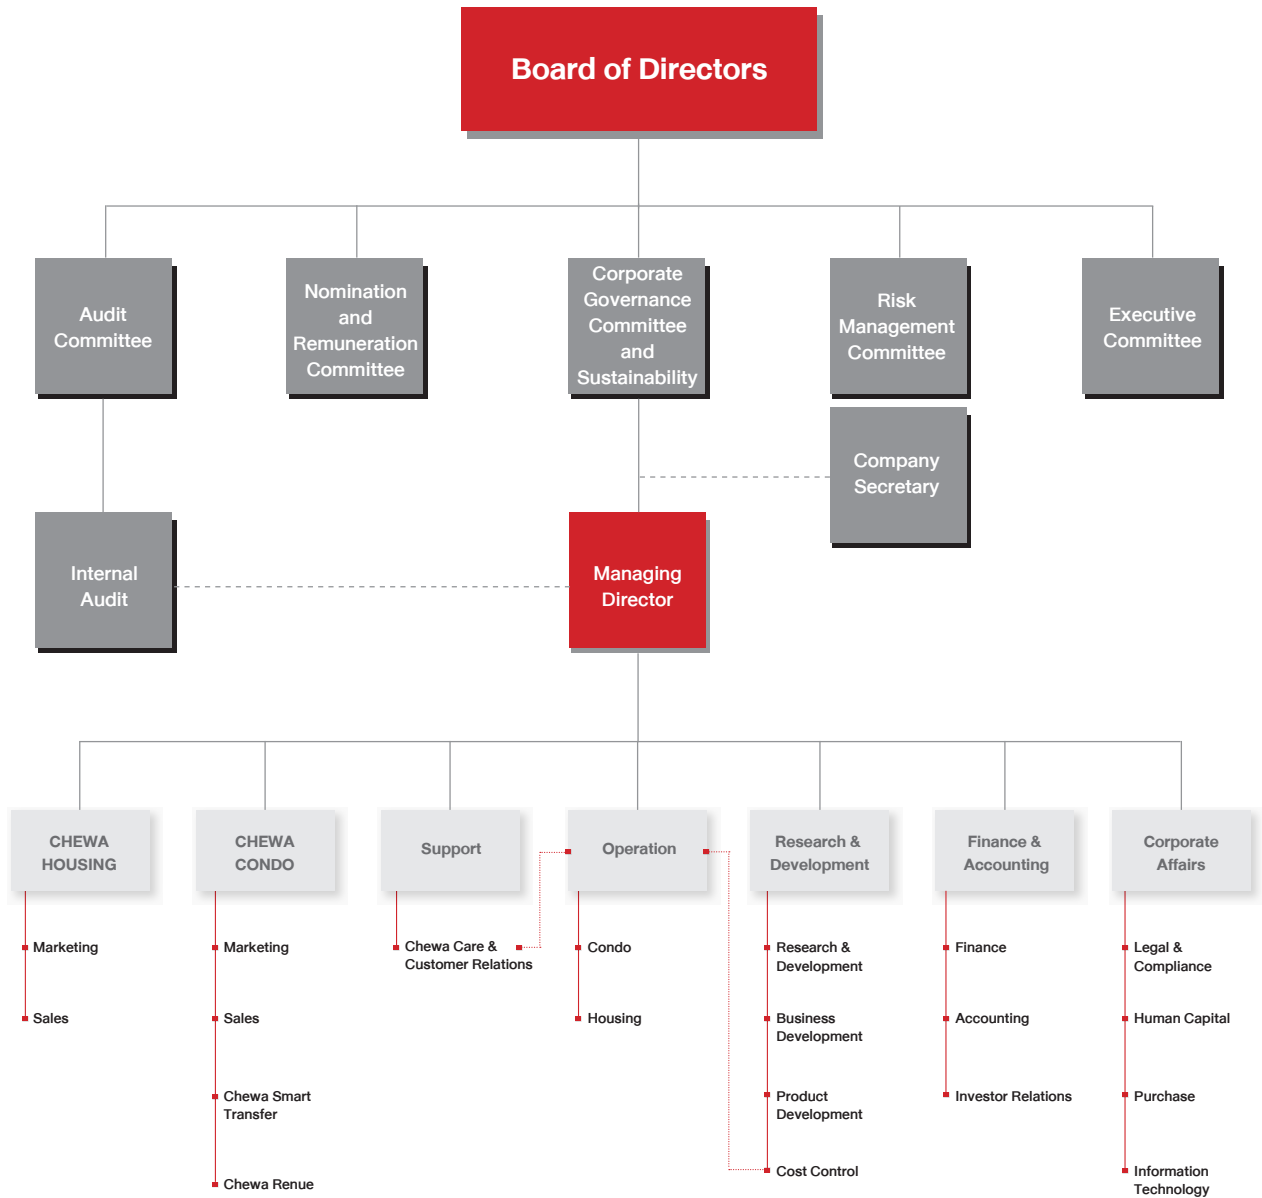 Board of Directors
Audit
Committee
Nomination
and
Remuneration
Committee
Corporate
Governance
Committee
and
Sustainability
Risk
Management
Committee
Executive
Committee
Company
Secretary
Internal
Audit
Managing
Director
CHEWA
HOUSING
CHEWA
CONDO
Support
Operation
Research &
Development
Finance &
Accounting
Corporate
Affairs
Marketing
Sales
Marketing
Sales
Chewa Smart
Transfer
Chewa Renue
Chewa Care &
Customer Relations
Condo
Housing
Research &
Development
Business
Development
Product
Development
Cost Control
Finance
Accounting
Investor Relations
Legal &
Compliance
Human Capital
Purchase
Information
Technology